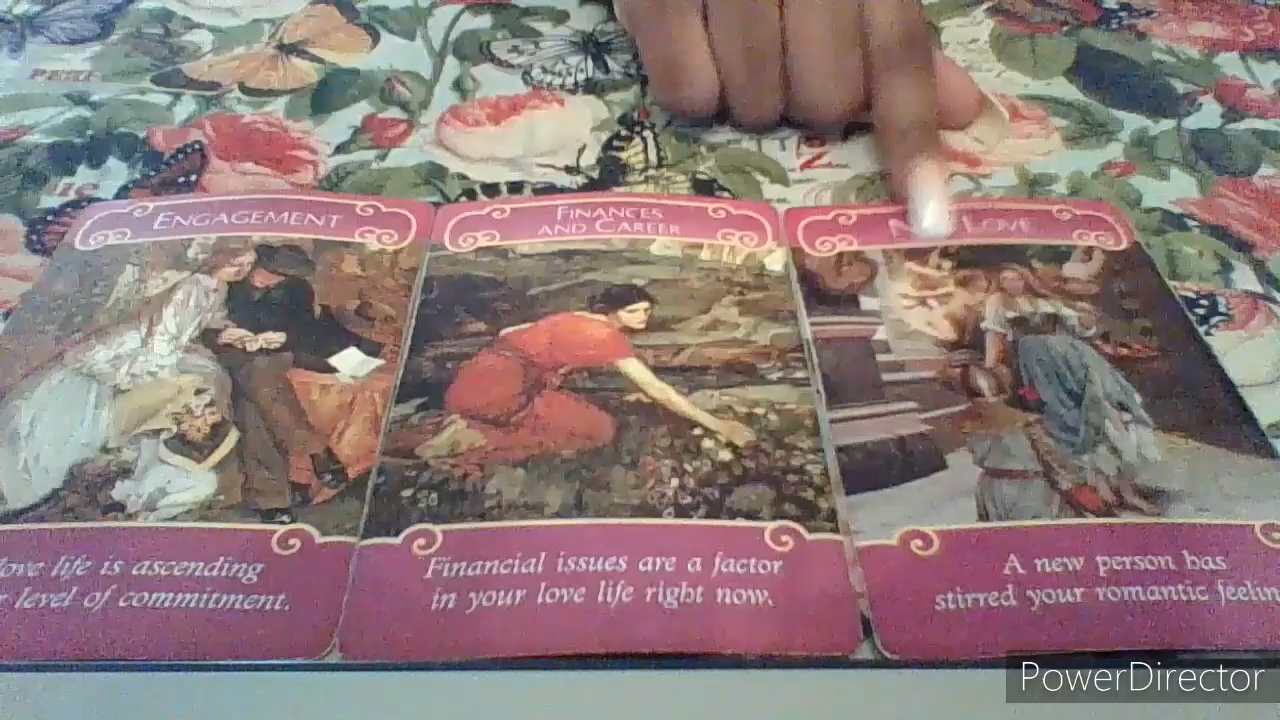 ENGAGEMENT
love life is ascending
level of commitment.
FINANCES
AND CAREER
Financial issues are a factor
in your love life right now.
LOVE
A new person has
stirred your romantic feelin
PowerDirector